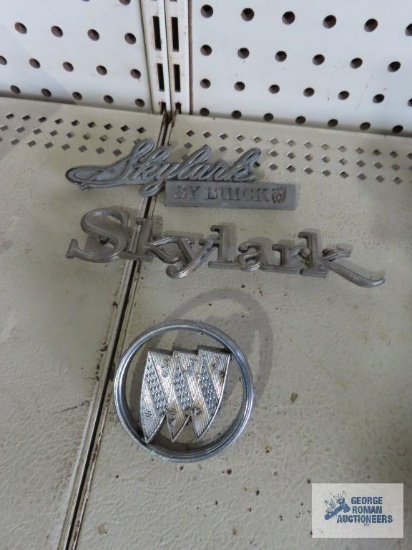 Skylark
BY BUICK
Skylark
GEORGE
ROMAN
AUCTIONEERS